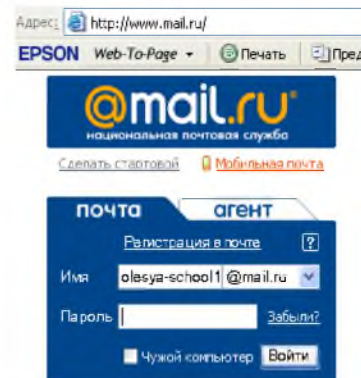 Адрес: http://www.mail.ru/
EPSON Web-To-Page Печать Пред
@mail.ru
национальная почтовая служба
Сделать стартовой Мобильная почта
почта агент
Регистрация в почте ?
Имя olesya-school1 @mail.ru
Пароль Забыли?
Чужой компьютер Войти